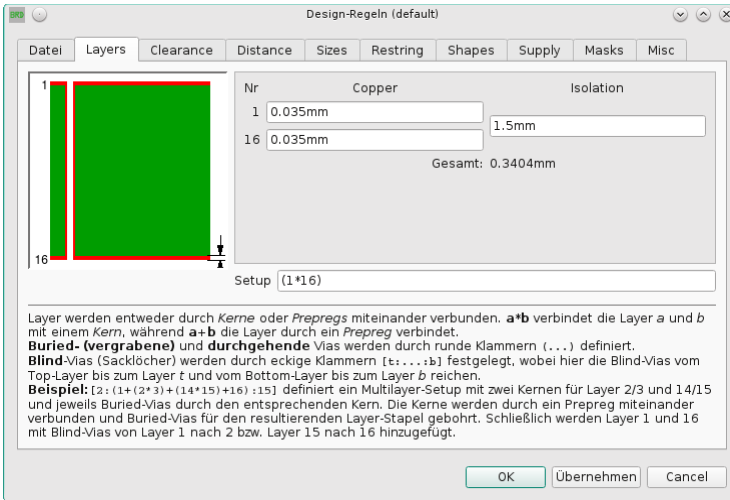 BRD
Design-Regeln (default)
Datei Layers Clearance Distance Sizes Restring Shapes Supply Masks Misc
Nr Copper Isolation
1
1 0.035mm
1.5mm
16 0.035mm
Gesamt: 0.3404mm
16
Setup (1*16)
Layer werden entweder durch Kerne oder Prepregs miteinander verbunden. a*b verbindet die Layer a und b
mit einem Kern, während a+b die Layer durch ein Prepreg verbindet.
Buried- (vergrabene) und durchgehende Vias werden durch runde Klammern (...) definiert.
Blind-Vias (Sacklöcher) werden durch eckige Klammern [t:...:b] festgelegt, wobei hier die Blind-Vias vom
Top-Layer bis zum Layer t und vom Bottom-Layer bis zum Layer b reichen.
Beispiel: [2:(1+(2*3)+(14*15)+16):15] definiert ein Multilayer-Setup mit zwei Kernen für Layer 2/3 und 14/15
und jeweils Buried-Vias durch den entsprechenden Kern. Die Kerne werden durch ein Prepreg miteinander
verbunden und Buried-Vias für den resultierenden Layer-Stapel gebohrt. Schließlich werden Layer 1 und 16
mit Blind-Vias von Layer 1 nach 2 bzw. Layer 15 nach 16 hinzugefügt.
OK Übernehmen Cancel